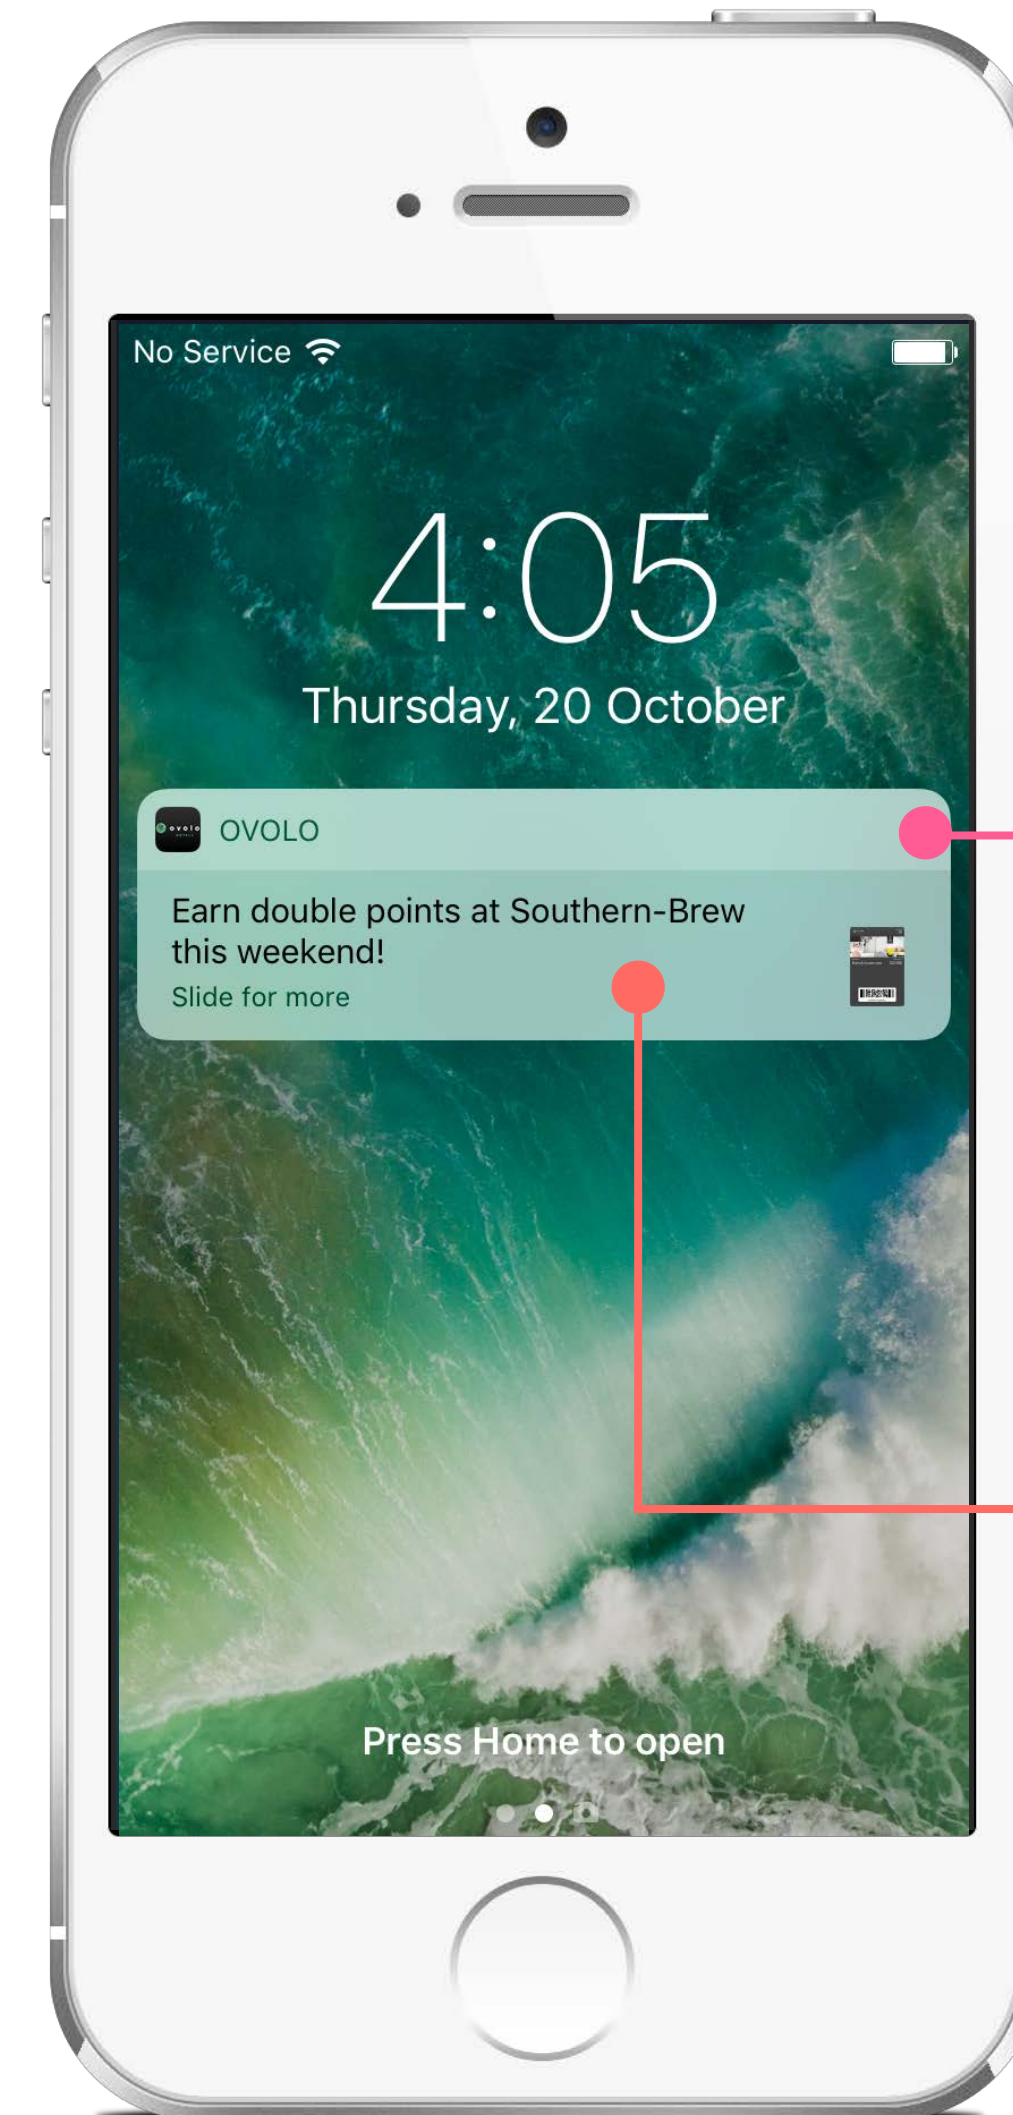 No Service
4:05
Thursday, 20 October
ovolo
OVOLO
Earn double points at Southern-Brew
this weekend!
Slide for more
Press Home to open